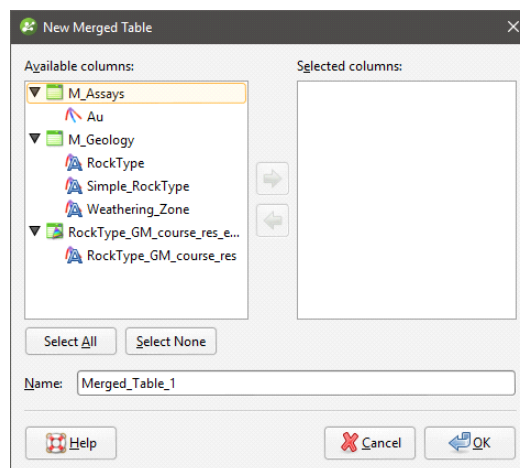 New Merged Table
Available columns:
Selected columns:
M_Assays
Au
M_Geology
RockType
Simple_RockType
Weathering_Zone
RockType_GM_course_res_e...
RockType_GM_course_res
Select All
Select None
Name: Merged_Table_1
Help
Cancel
OK